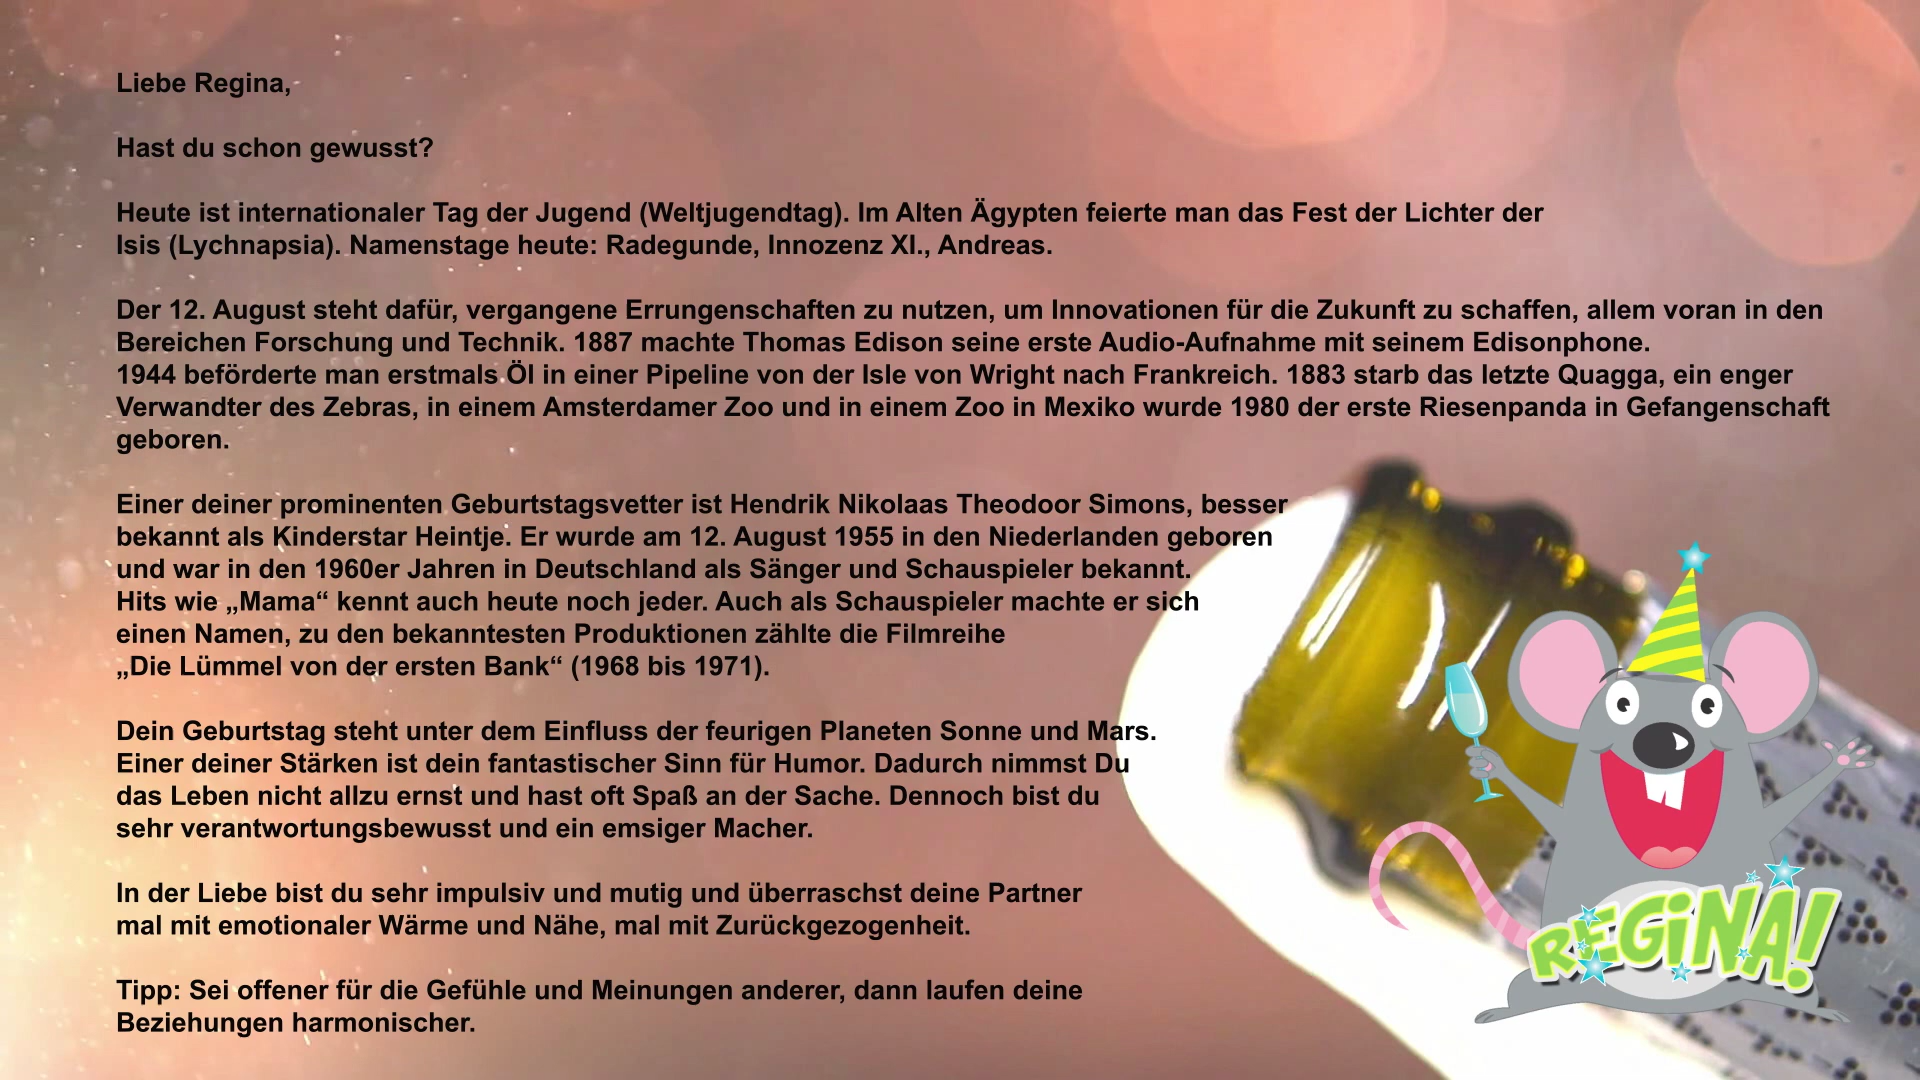 Liebe Regina,
Hast du schon gewusst?
Heute ist internationaler Tag der Jugend (Weltjugendtag). Im Alten Ägypten feierte man das Fest der Lichter der
Isis (Lychnapsia). Namenstage heute: Radegunde, Innozenz XI., Andreas.
Der 12. August steht dafür, vergangene Errungenschaften zu nutzen, um Innovationen für die Zukunft zu schaffen, allem voran in den
Bereichen Forschung und Technik. 1887 machte Thomas Edison seine erste Audio-Aufnahme mit seinem Edisonphone.
1944 beförderte man erstmals Öl in einer Pipeline von der Isle von Wright nach Frankreich. 1883 starb das letzte Quagga, ein enger
Verwandter des Zebras, in einem Amsterdamer Zoo und in einem Zoo in Mexiko wurde 1980 der erste Riesenpanda in Gefangenschaft
geboren.
Einer deiner prominenten Geburtstagsvetter ist Hendrik Nikolaas Theodoor Simons, besser
bekannt als Kinderstar Heintje. Er wurde am 12. August 1955 in den Niederlanden geboren
und war in den 1960er Jahren in Deutschland als Sänger und Schauspieler bekannt.
Hits wie „Mama“ kennt auch heute noch jeder. Auch als Schauspieler machte er sich
einen Namen, zu den bekanntesten Produktionen zählte die Filmreihe
„Die Lümmel von der ersten Bank“ (1968 bis 1971).
Dein Geburtstag steht unter dem Einfluss der feurigen Planeten Sonne und Mars.
Einer deiner Stärken ist dein fantastischer Sinn für Humor. Dadurch nimmst Du
das Leben nicht allzu ernst und hast oft Spaß an der Sache. Dennoch bist du
sehr verantwortungsbewusst und ein emsiger Macher.
In der Liebe bist du sehr impulsiv und mutig und überraschst deine Partner
mal mit emotionaler Wärme und Nähe, mal mit Zurückgezogenheit.
Tipp: Sei offener für die Gefühle und Meinungen anderer, dann laufen deine
Beziehungen harmonischer.
REGiNA!